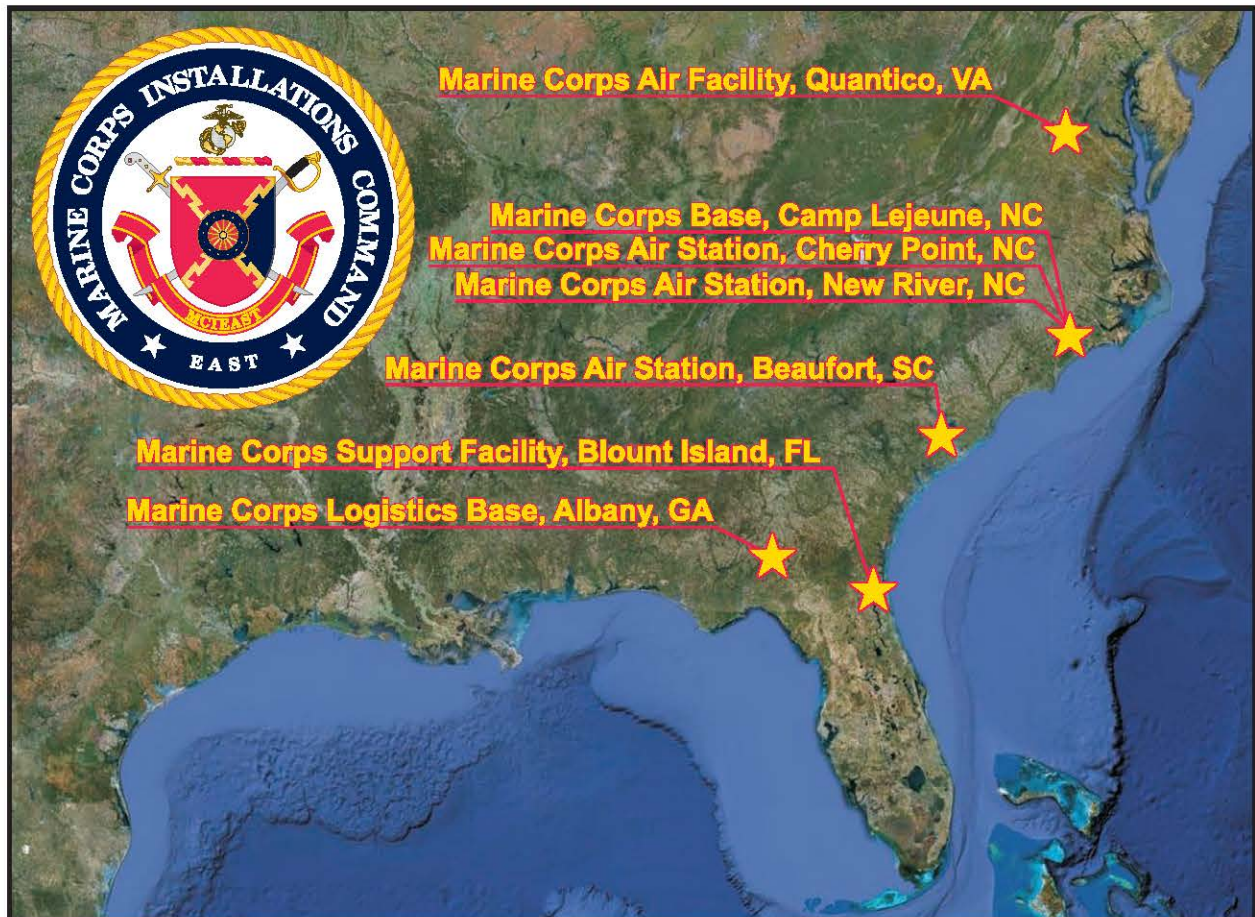 MARINE CORPS INSTALLATIONS COMMAND
MCIEAST
EAST
Marine Corps Air Facility, Quantico, VA
Marine Corps Base, Camp Lejeune, NC
Marine Corps Air Station, Cherry Point, NC
Marine Corps Air Station, New River, NC
Marine Corps Air Station, Beaufort, SC
Marine Corps Support Facility, Blount Island, FL
Marine Corps Logistics Base, Albany, GA